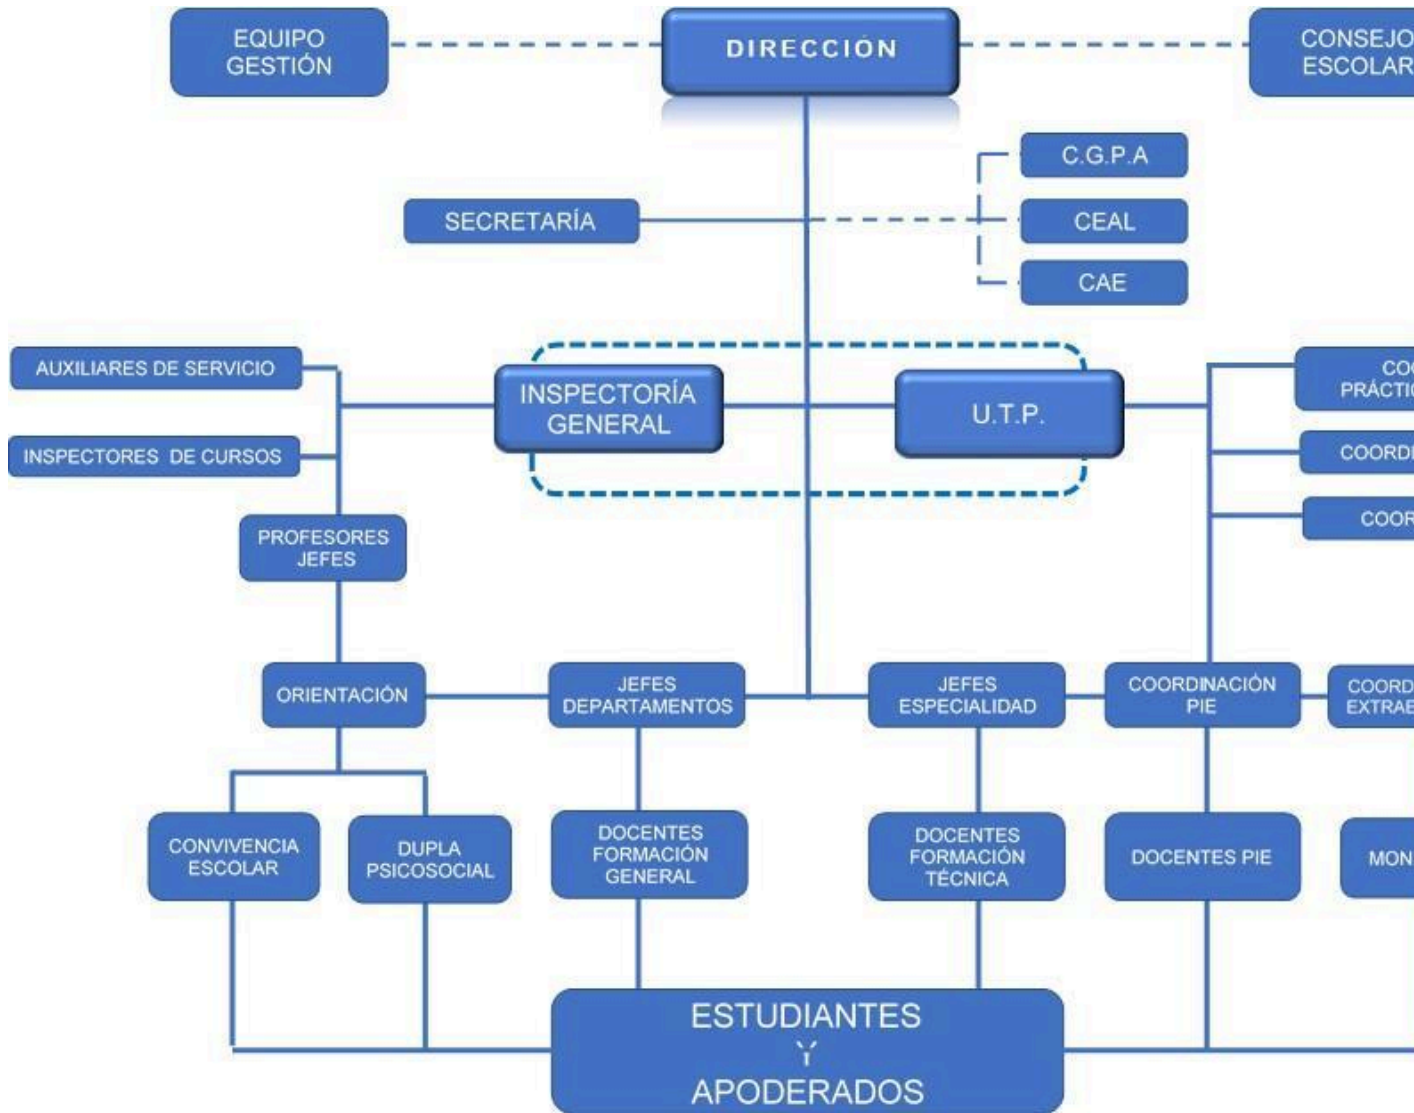 EQUIPO
GESTIÓN
DIRECCIÓN
CONSEJO
ESCOLAR
C.G.P.A
SECRETARÍA
CEAL
CAE
AUXILIARES DE SERVICIO
INSPECTORÍA
GENERAL
U.T.P.
INSPECTORES DE CURSOS
PROFESORES
JEFES
ORIENTACIÓN
JEFES
DEPARTAMENTOS
JEFES
ESPECIALIDAD
COORDINACIÓN
PIE
CONVIVENCIA
ESCOLAR
DUPLA
PSICOSOCIAL
DOCENTES
FORMACIÓN
GENERAL
DOCENTES
FORMACIÓN
TÉCNICA
DOCENTES PIE
ESTUDIANTES
Y
APODERADOS